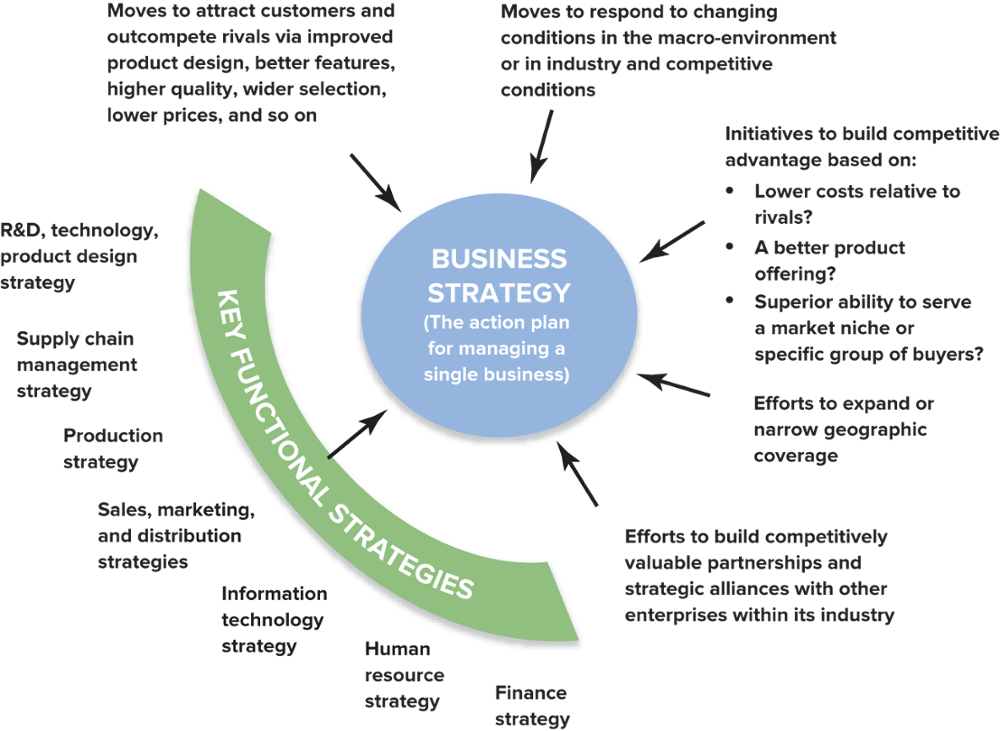 Moves to attract customers and
outcompete rivals via improved
product design, better features,
higher quality, wider selection,
lower prices, and so on
Moves to respond to changing
conditions in the macro-environment
or in industry and competitive
conditions
Initiatives to build competitive
advantage based on:
• Lower costs relative to
rivals?
• A better product
offering?
• Superior ability to serve
a market niche or
specific group of buyers?
Efforts to expand or
narrow geographic
coverage
Efforts to build competitively
valuable partnerships and
strategic alliances with other
enterprises within its industry
BUSINESS
STRATEGY
(The action plan
for managing a
single business)
KEY FUNCTIONAL STRATEGIES
R&D, technology,
product design
strategy
Supply chain
management
strategy
Production
strategy
Sales, marketing,
and distribution
strategies
Information
technology
strategy
Human
resource
strategy
Finance
strategy